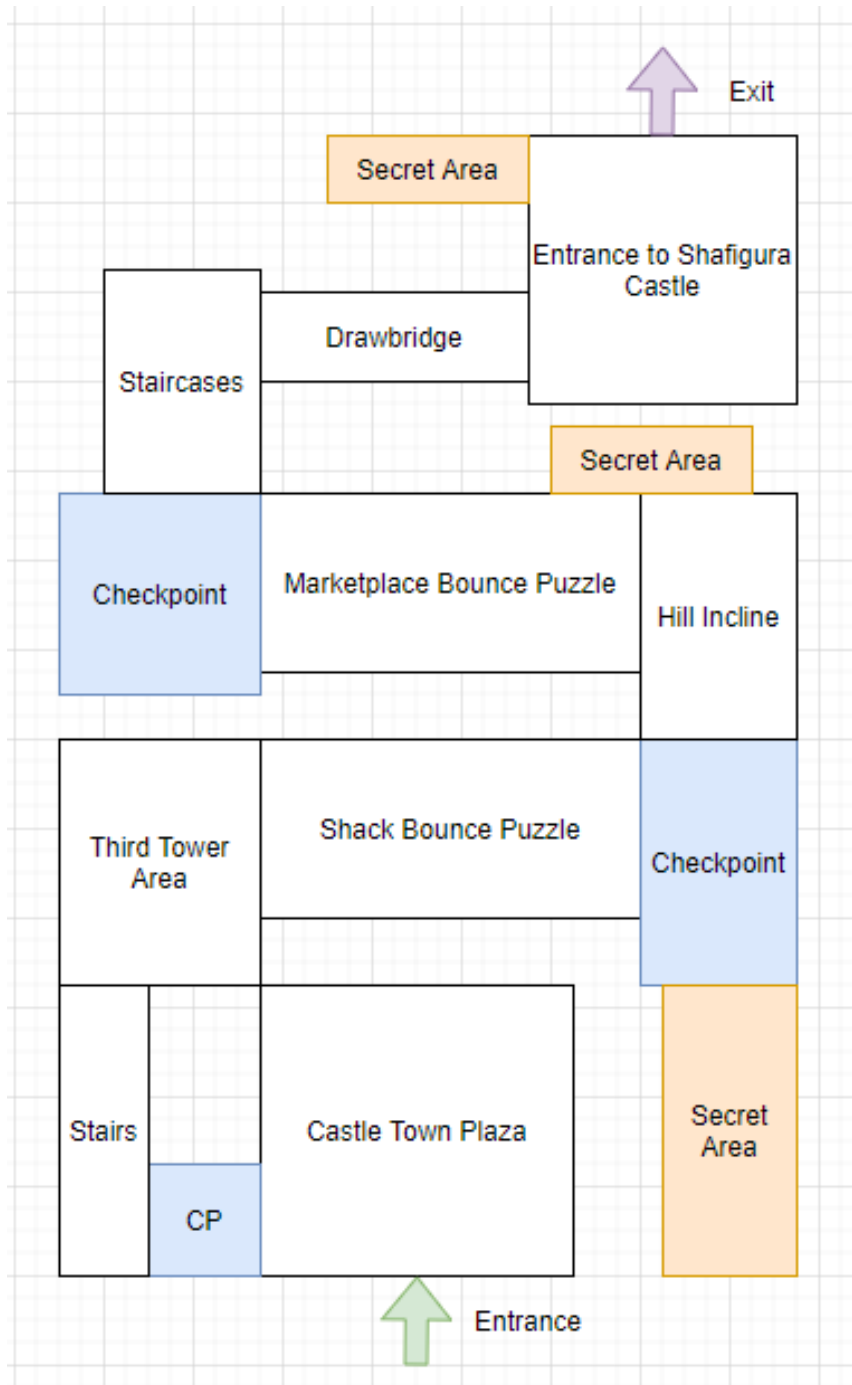 Exit
Secret Area
Entrance to Shafigura
Castle
Drawbridge
Staircases
Secret Area
Marketplace Bounce Puzzle
Checkpoint
Hill Incline
Shack Bounce Puzzle
Third Tower
Area
Checkpoint
Stairs
Castle Town Plaza
Secret
Area
CP
Entrance